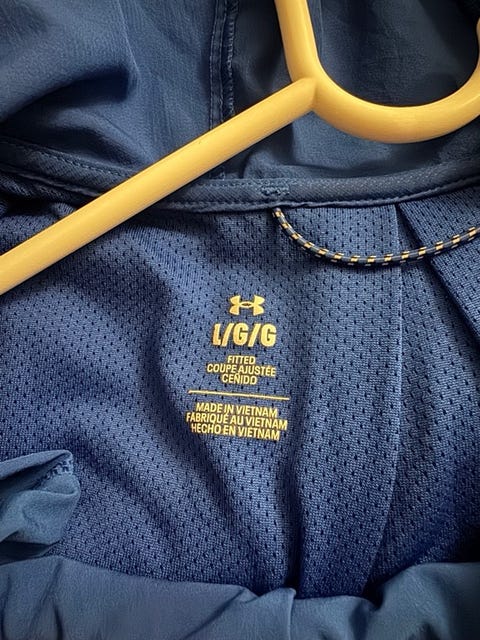 L/G/G
FITTED
COUPE AJUSTÉE
CEÑIDO
MADE IN VIETNAM
FABRIQUÉ AU VIETNAM
HECHO EN VIETNAM